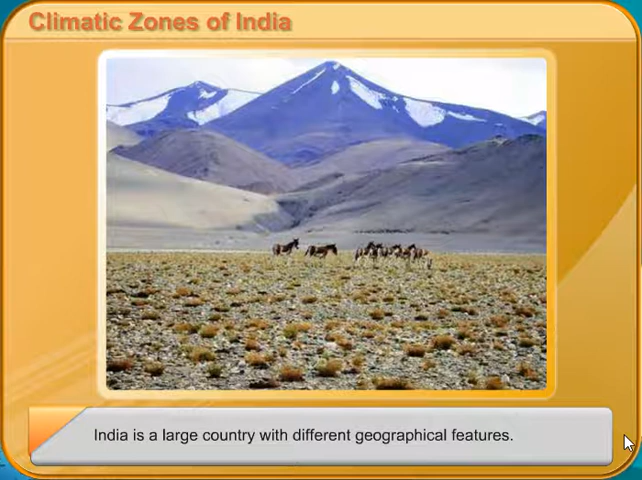 Climatic Zones of India
India is a large country with different geographical features.